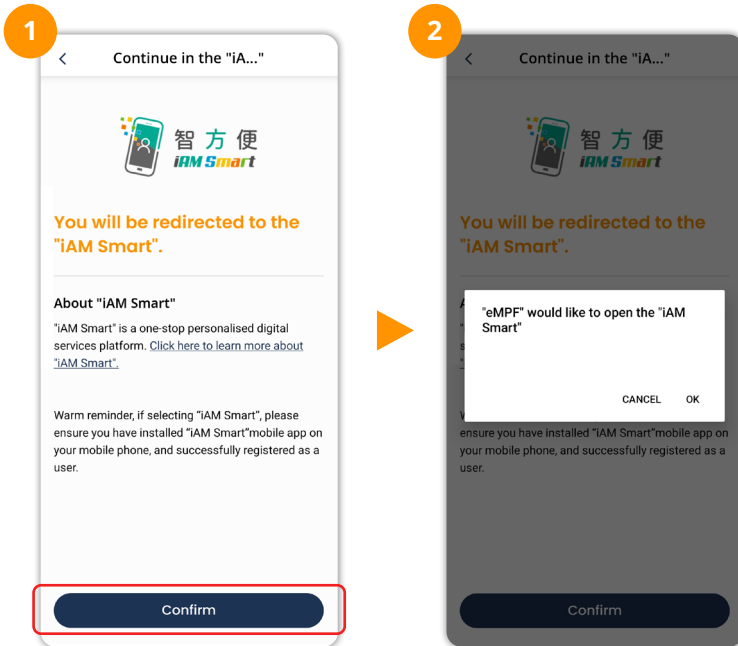 1
Continue in the "iA..."
智方便
iAM Smart
You will be redirected to the
"iAM Smart".
About "iAM Smart"
"iAM Smart" is a one-stop personalised digital
services platform. Click here to learn more about
"iAM Smart".
Warm reminder, if selecting “iAM Smart”, please
ensure you have installed “iAM Smart”mobile app on
your mobile phone, and successfully registered as a
user.
Confirm
2
Continue in the "iA..."
智方便
iAM Smart
You will be redirected to the
"iAM Smart".
"eMPF" would like to open the "iAM
Smart"
CANCEL OK
ensure you have installed “iAM Smart”mobile app on
your mobile phone, and successfully registered as a
user.
Confirm